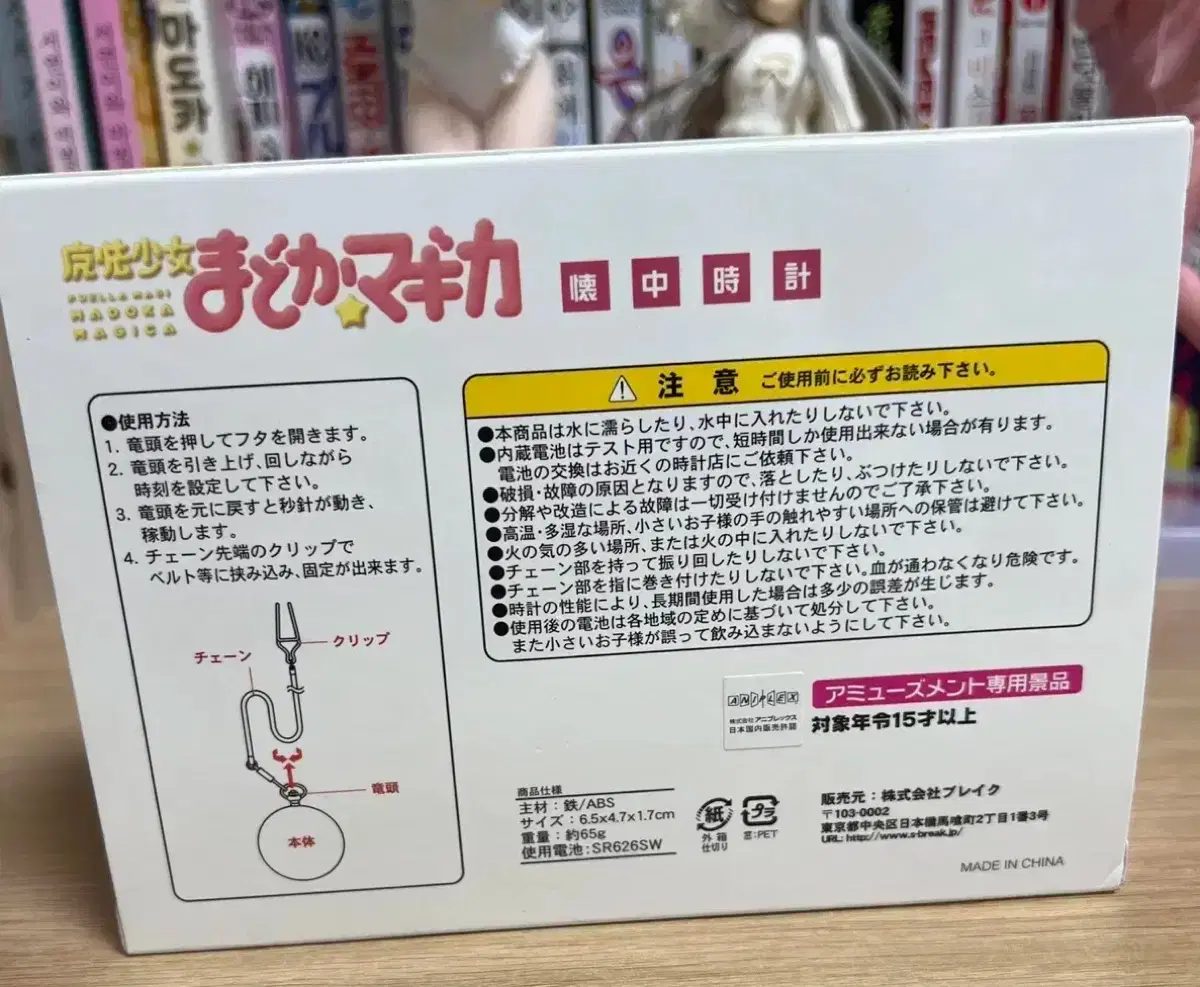 마도카
魔法少女
まどか☆マギカ
PUELLA MAGI
MADOKA
MAGICA
懐中時計
●使用方法
1. 竜頭を押してフタを開きます。
2. 竜頭を引き上げ、回しながら
時刻を設定して下さい。
3. 竜頭を元に戻すと秒針が動き、
稼動します。
4. チェーン先端のクリップで
ベルト等に挟み込み、固定が出来ます。
クリップ
チェーン
竜頭
本体
注 意 ご使用前に必ずお読み下さい。
●本商品は水に濡らしたり、水中に入れたりしないで下さい。
●内蔵電池はテスト用ですので、短時間しか使用出来ない場合が有ります。
電池の交換はお近くの時計店にご依頼下さい。
●破損・故障の原因となりますので、落としたり、ぶつけたりしないで下さい。
●分解や改造による故障は一切受け付けませんのでご了承下さい。
●高温・多湿な場所、小さいお子様の手の触れやすい場所への保管は避けて下さい。
●火の気の多い場所、または火の中に入れたりしないで下さい。
●チェーン部を持って振り回したりしないで下さい。
●チェーン部を指に巻き付けたりしないで下さい。血が通わなくなり危険です。
●時計の性能により、長期間使用した場合は多少の誤差が生じます。
●使用後の電池は各地域の定めに基づいて処分して下さい。
また小さいお子様が誤って飲み込まないようにして下さい。
ANIPLEX
株式会社アニプレックス
日本国内販売許諾
アミューズメント専用景品
対象年令15才以上
商品仕様
主材：鉄/ABS
サイズ：6.5x4.7x1.7cm
重量：約65g
使用電池：SR626SW
紙
外箱
仕切り
プラ
窓:PET
販売元：株式会社ブレイク
〒103-0002
東京都中央区日本橋馬喰町2丁目1番3号
URL: http://www.s-break.jp/
MADE IN CHINA